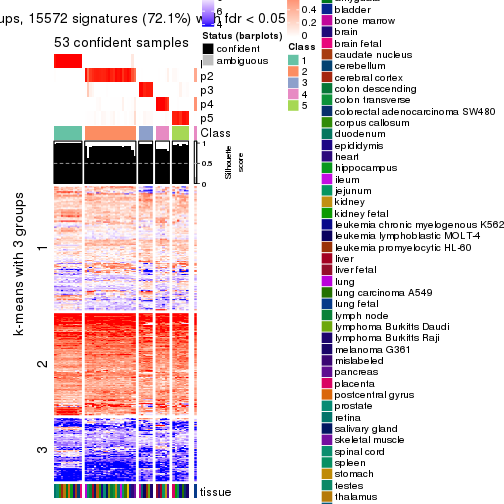 ups, 15572 signatures (72.1%) with fdr < 0.05
53 confident samples
p2
p3
p4
p5
Class
1
0.5
0
Silhouette
score
k-means with 3 groups
1
2
3
tissue
4
Status (barplots)
confident
ambiguous
0.4
0.2
0
Class
1
2
3
4
5
bladder
bone marrow
brain
brain fetal
caudate nucleus
cerebellum
cerebral cortex
colon descending
colon transverse
colorectal adenocarcinoma SW480
corpus callosum
duodenum
epididymis
heart
hippocampus
ileum
jejunum
kidney
kidney fetal
leukemia chronic myelogenous K562
leukemia lymphoblastic MOLT-4
leukemia promyelocytic HL-60
liver
liver fetal
lung
lung carcinoma A549
lung fetal
lymph node
lymphoma Burkitts Daudi
lymphoma Burkitts Raji
melanoma G361
mislabeled
pancreas
placenta
postcentral gyrus
prostate
retina
salivary gland
skeletal muscle
spinal cord
spleen
stomach
testes
thalamus